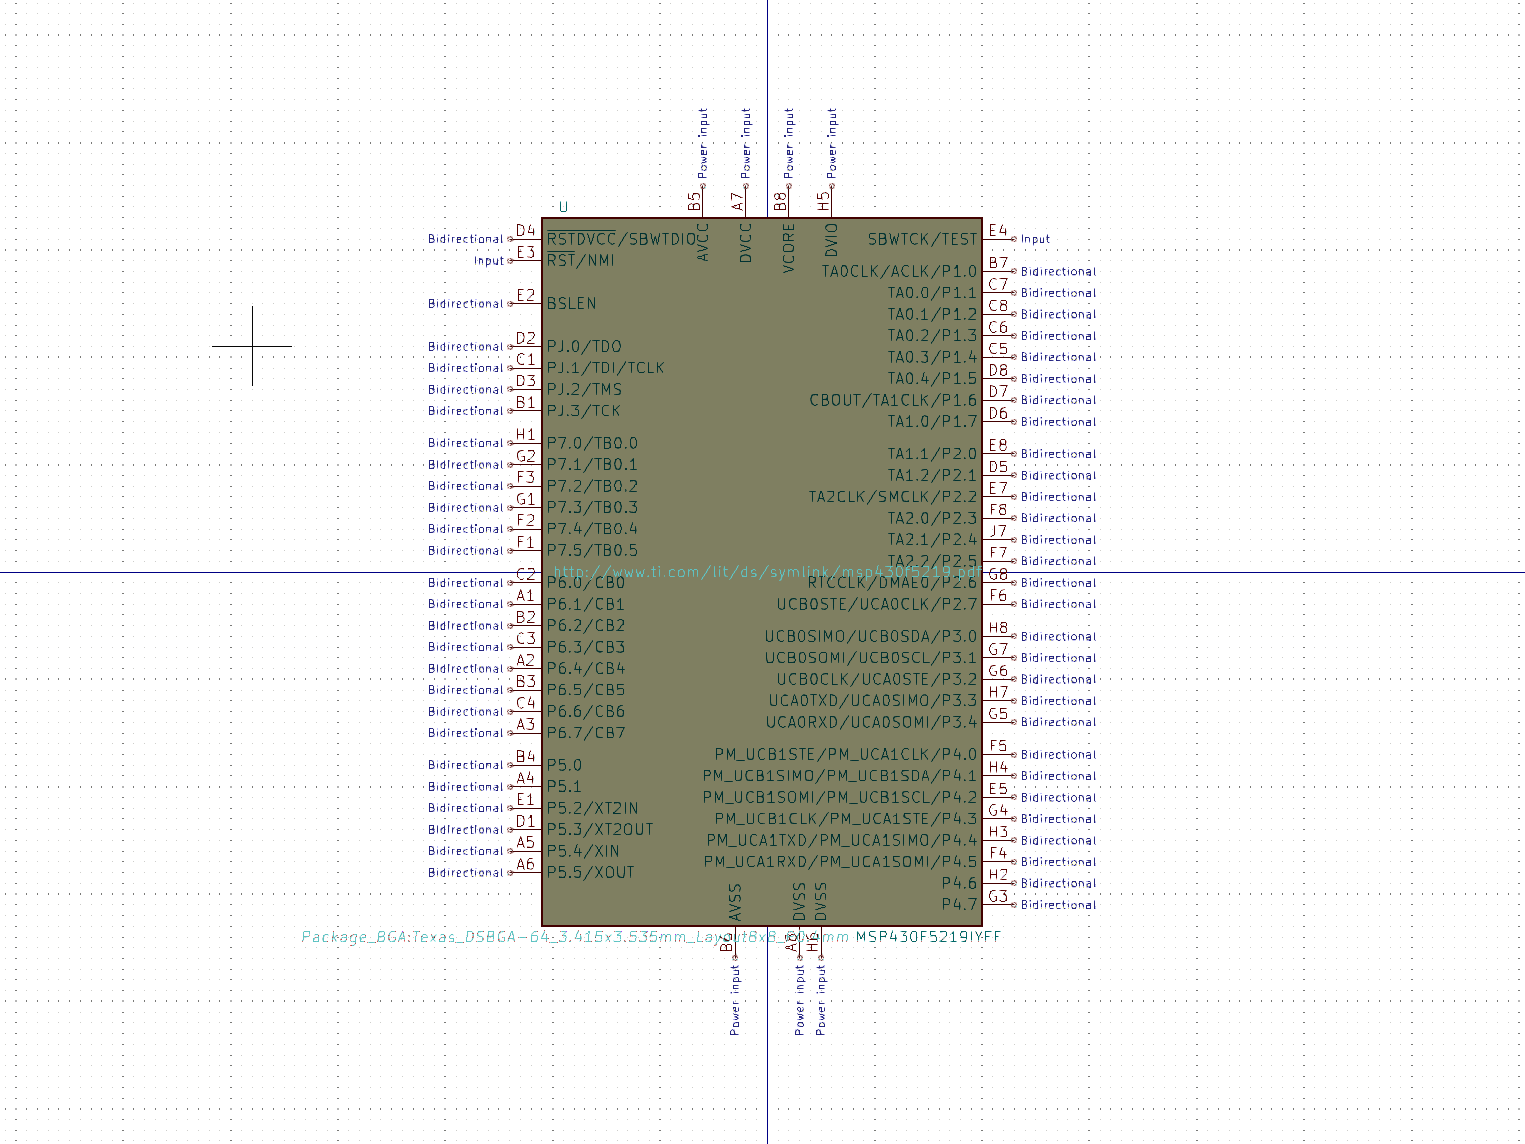 Power input
Power input
Power input
Power input
B5
A7
B8
H5
U
AVCC
DVCC
VCORE
DVIO
Bidirectional D4 RSTDVCC/SBWTDIO
Input E3 RST/NMI
Bidirectional E2 BSLEN
Bidirectional D2 PJ.0/TDO
Bidirectional C1 PJ.1/TDI/TCLK
Bidirectional D3 PJ.2/TMS
Bidirectional B1 PJ.3/TCK
Bidirectional H1 P7.0/TB0.0
Bidirectional G2 P7.1/TB0.1
Bidirectional F3 P7.2/TB0.2
Bidirectional G1 P7.3/TB0.3
Bidirectional F2 P7.4/TB0.4
Bidirectional F1 P7.5/TB0.5
Bidirectional C2 P6.0/CB0
Bidirectional A1 P6.1/CB1
Bidirectional B2 P6.2/CB2
Bidirectional C3 P6.3/CB3
Bidirectional A2 P6.4/CB4
Bidirectional B3 P6.5/CB5
Bidirectional C4 P6.6/CB6
Bidirectional A3 P6.7/CB7
Bidirectional B4 P5.0
Bidirectional A4 P5.1
Bidirectional E1 P5.2/XT2IN
Bidirectional D1 P5.3/XT2OUT
Bidirectional A5 P5.4/XIN
Bidirectional A6 P5.5/XOUT
SBWTCK/TEST E4 Input
TA0CLK/ACLK/P1.0 B7 Bidirectional
TA0.0/P1.1 C7 Bidirectional
TA0.1/P1.2 C8 Bidirectional
TA0.2/P1.3 C6 Bidirectional
TA0.3/P1.4 C5 Bidirectional
TA0.4/P1.5 D8 Bidirectional
CBOUT/TA1CLK/P1.6 D7 Bidirectional
TA1.0/P1.7 D6 Bidirectional
TA1.1/P2.0 E8 Bidirectional
TA1.2/P2.1 D5 Bidirectional
TA2CLK/SMCLK/P2.2 E7 Bidirectional
TA2.0/P2.3 F8 Bidirectional
TA2.1/P2.4 J7 Bidirectional
TA2.2/P2.5 F7 Bidirectional
http://www.ti.com/lit/ds/symlink/msp430f5219.pdf
RTCCLK/DMAE0/P2.6 G8 Bidirectional
UCB0STE/UCA0CLK/P2.7 F6 Bidirectional
UCB0SIMO/UCB0SDA/P3.0 H8 Bidirectional
UCB0SOMI/UCB0SCL/P3.1 G7 Bidirectional
UCB0CLK/UCA0STE/P3.2 G6 Bidirectional
UCA0TXD/UCA0SIMO/P3.3 H7 Bidirectional
UCA0RXD/UCA0SOMI/P3.4 G5 Bidirectional
PM_UCB1STE/PM_UCA1CLK/P4.0 F5 Bidirectional
PM_UCB1SIMO/PM_UCB1SDA/P4.1 H4 Bidirectional
PM_UCB1SOMI/PM_UCB1SCL/P4.2 E5 Bidirectional
PM_UCB1CLK/PM_UCA1STE/P4.3 G4 Bidirectional
PM_UCA1TXD/PM_UCA1SIMO/P4.4 H3 Bidirectional
PM_UCA1RXD/PM_UCA1SOMI/P4.5 F4 Bidirectional
P4.6 H2 Bidirectional
P4.7 G3 Bidirectional
AVSS
DVSS
DVSS
MSP430F5219IYFF
Power input
Power input
Power input